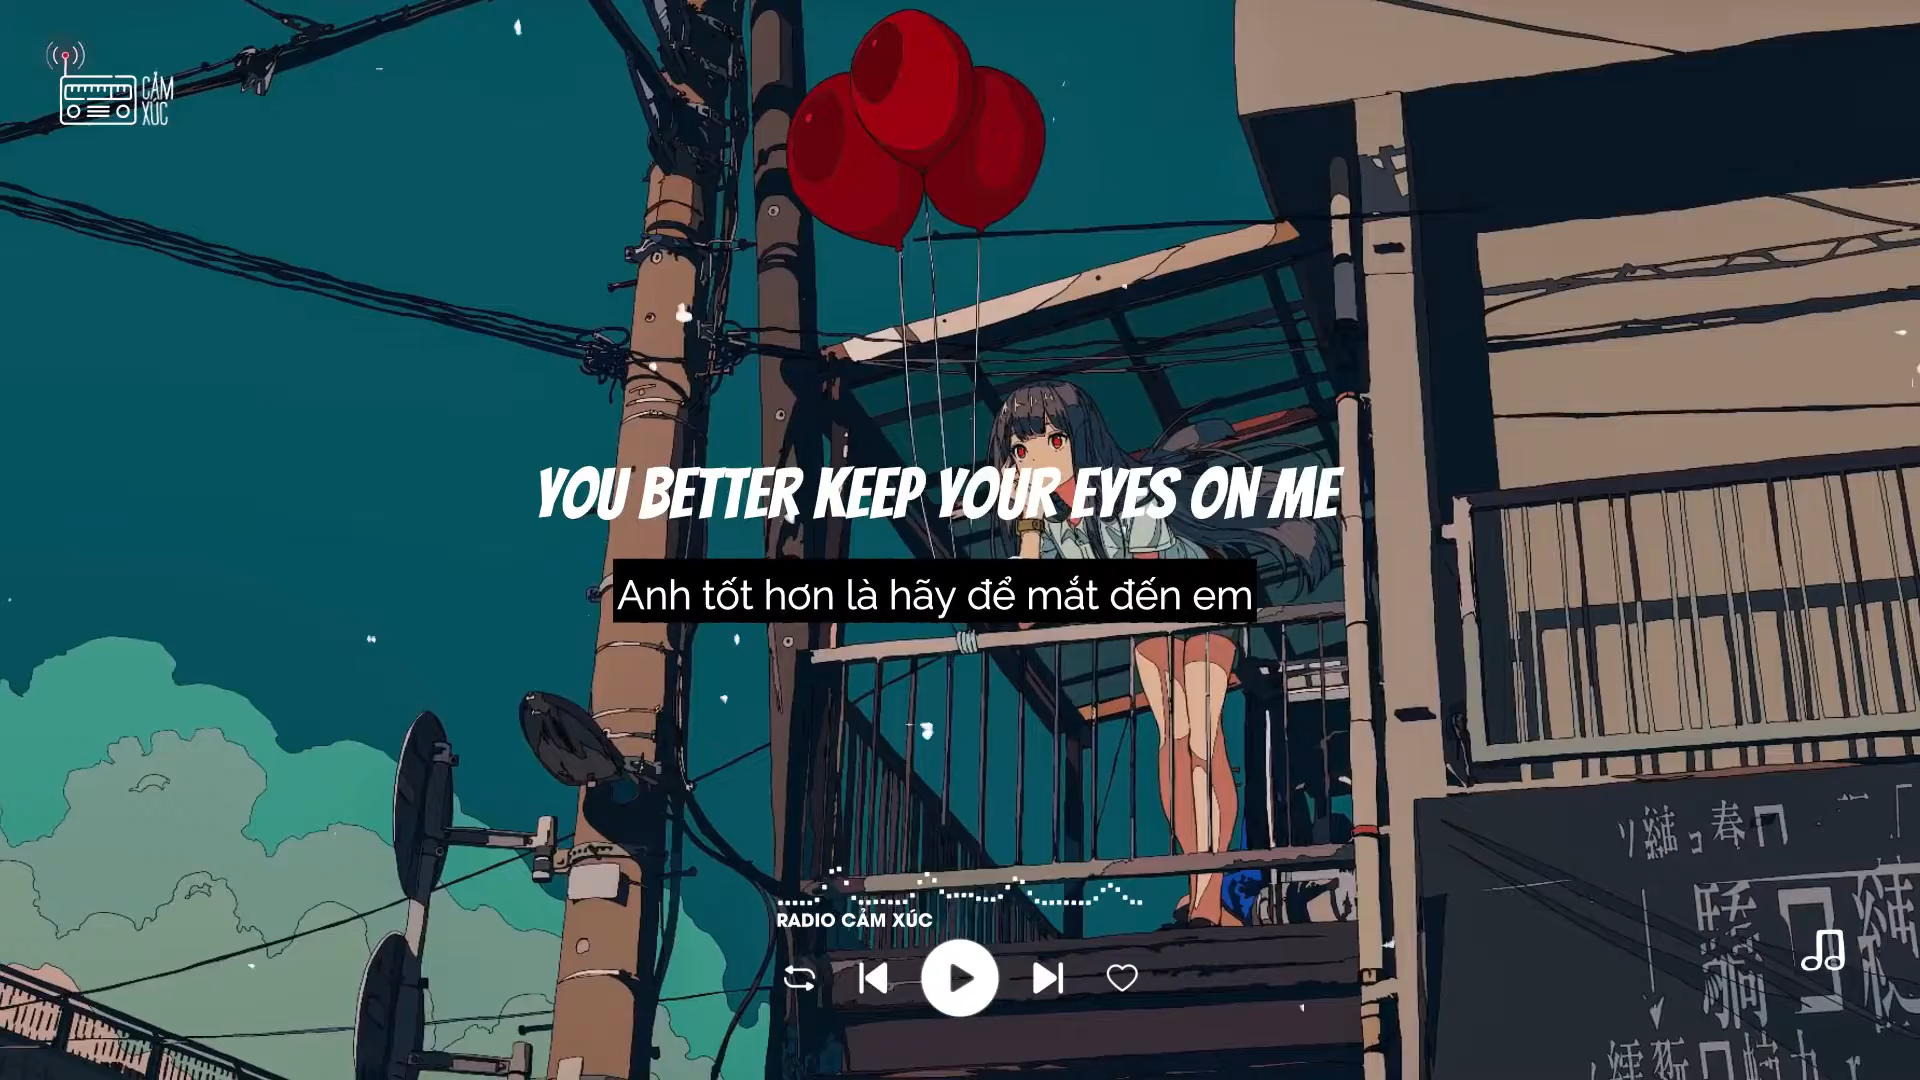 CẢM
XÚC
YOU BETTER KEEP YOUR EYES ON ME
Anh tốt hơn là hãy để mắt đến em
RADIO CẢM XÚC